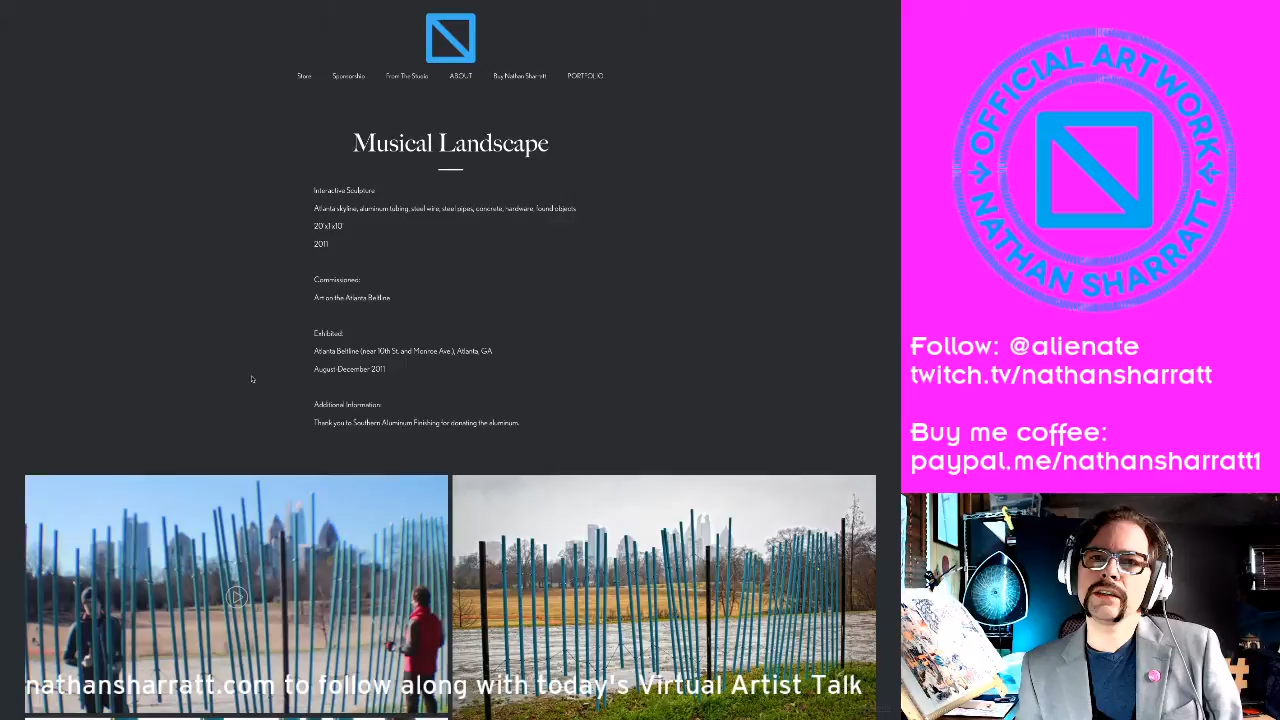 Store Sponsorship From The Studio ABOUT Buy Nathan Sharratt PORTFOLIO
Musical Landscape
Interactive Sculpture
Atlanta skyline, aluminum tubing, steel wire, steel pipes, concrete, hardware, found objects
20'x1'x10'
2011
Commissioned:
Art on the Atlanta Beltline
Exhibited:
Atlanta Beltline (near 10th St. and Monroe Ave.), Atlanta, GA
August-December 2011
Additional Information:
Thank you to Southern Aluminum Finishing for donating the aluminum.
nathansharratt.com to follow along with today's Virtual Artist Talk
OFFICIAL ARTWORK
NATHAN SHARRATT
Follow: @alienate
twitch.tv/nathansharratt
Buy me coffee:
paypal.me/nathansharratt1